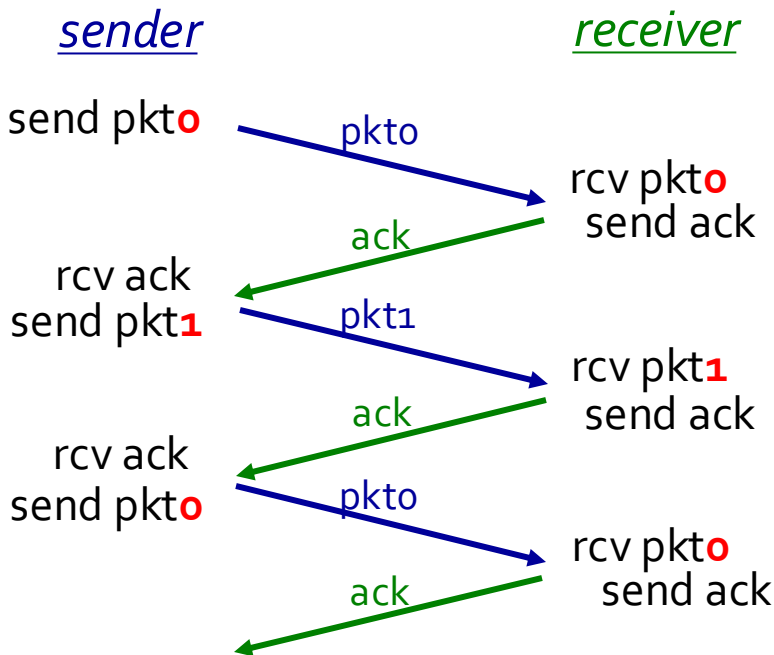 sender
receiver
send pkt0
pkt0
rcv pkt0
send ack
ack
rcv ack
send pkt1
pkt1
rcv pkt1
send ack
ack
rcv ack
send pkt0
pkt0
rcv pkt0
send ack
ack